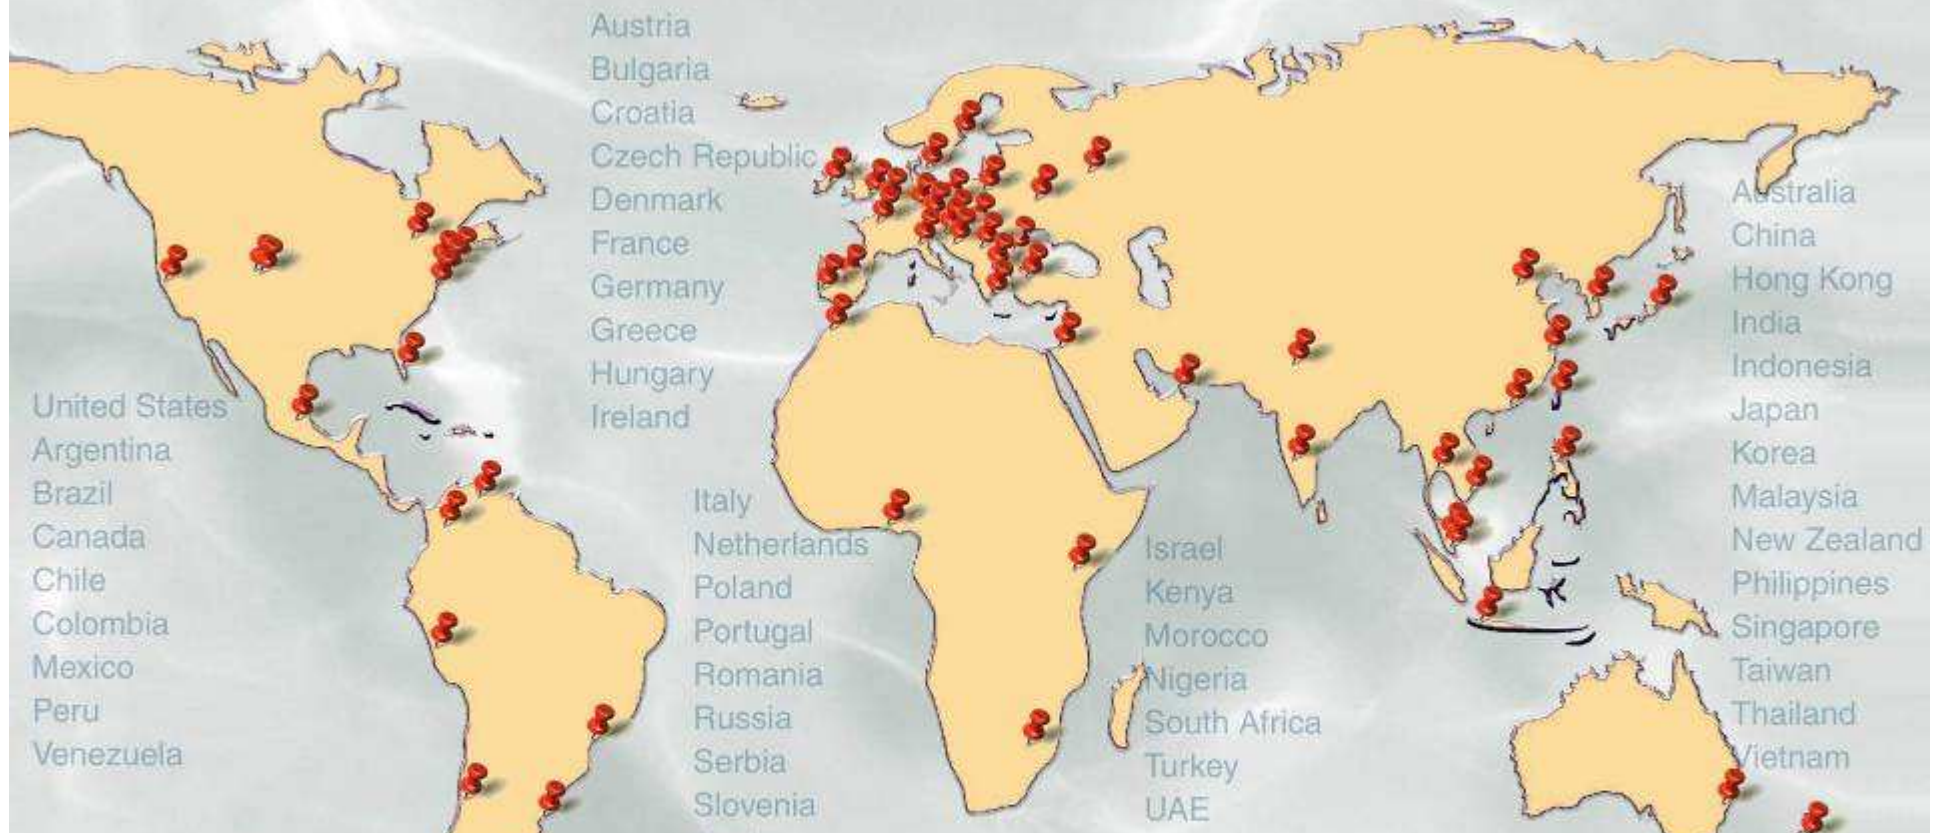 United States
Argentina
Brazil
Canada
Chile
Colombia
Mexico
Peru
Venezuela
Austria
Bulgaria
Croatia
Czech Republic
Denmark
France
Germany
Greece
Hungary
Ireland
Italy
Netherlands
Poland
Portugal
Romania
Russia
Serbia
Slovenia
Israel
Kenya
Morocco
Nigeria
South Africa
Turkey
UAE
Australia
China
Hong Kong
India
Indonesia
Japan
Korea
Malaysia
New Zealand
Philippines
Singapore
Taiwan
Thailand
Vietnam